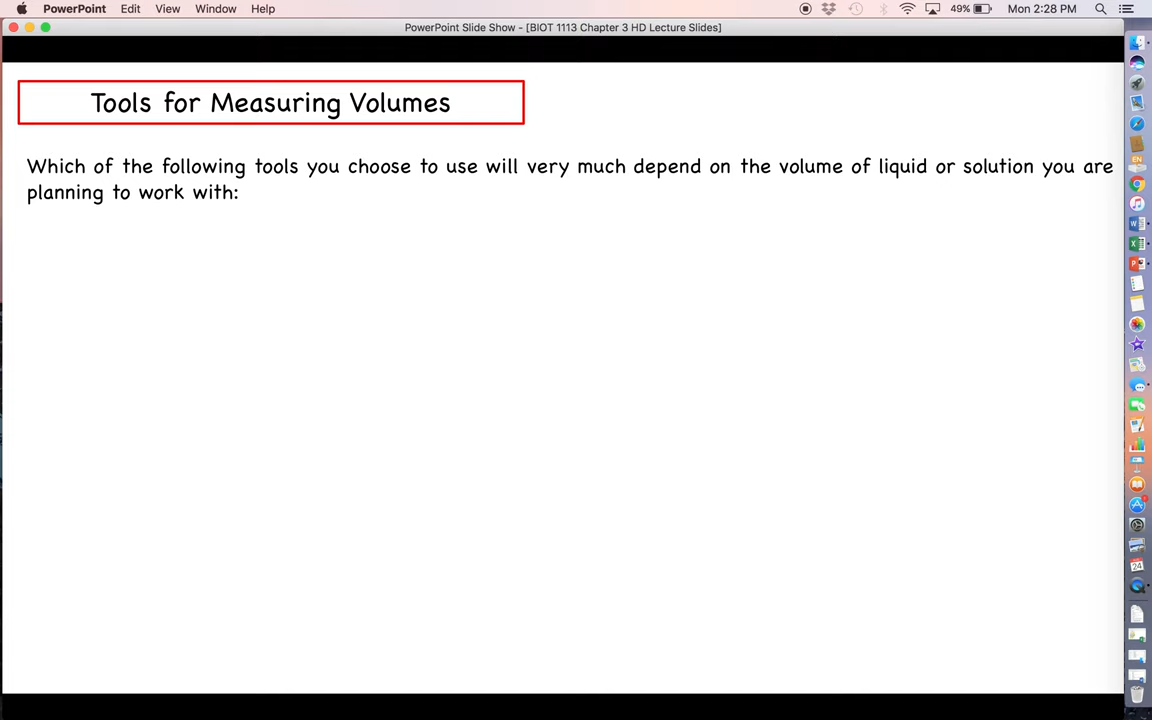 PowerPoint Edit View Window Help 49% Mon 2:28 PM
PowerPoint Slide Show - [BIOT 1113 Chapter 3 HD Lecture Slides]
Tools for Measuring Volumes
Which of the following tools you choose to use will very much depend on the volume of liquid or solution you are
planning to work with:
EN
24